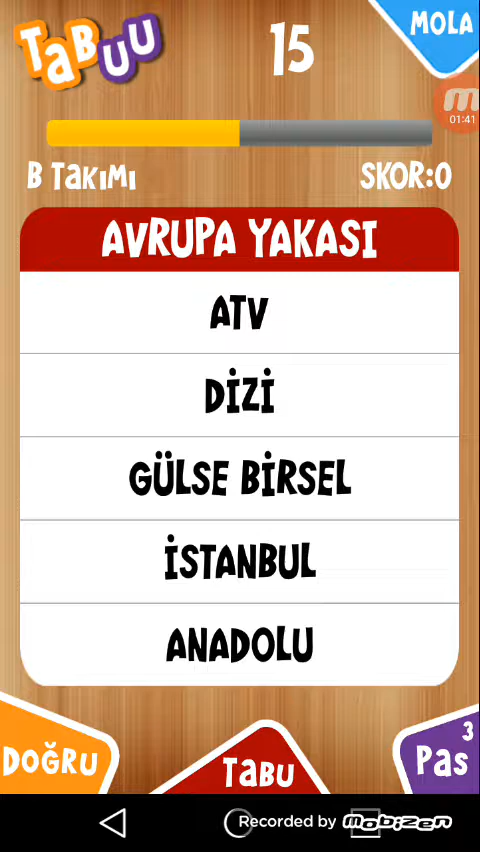 TaBUU
15
MOLA
01:41
B TaKIMI
SKOR:0
AVRUPA YAKASI
ATV
DİZİ
GÜLSE BİRSEL
İSTANBUL
ANADOLU
DOĞRU
TaBU
3
Pas
Recorded by mobizen